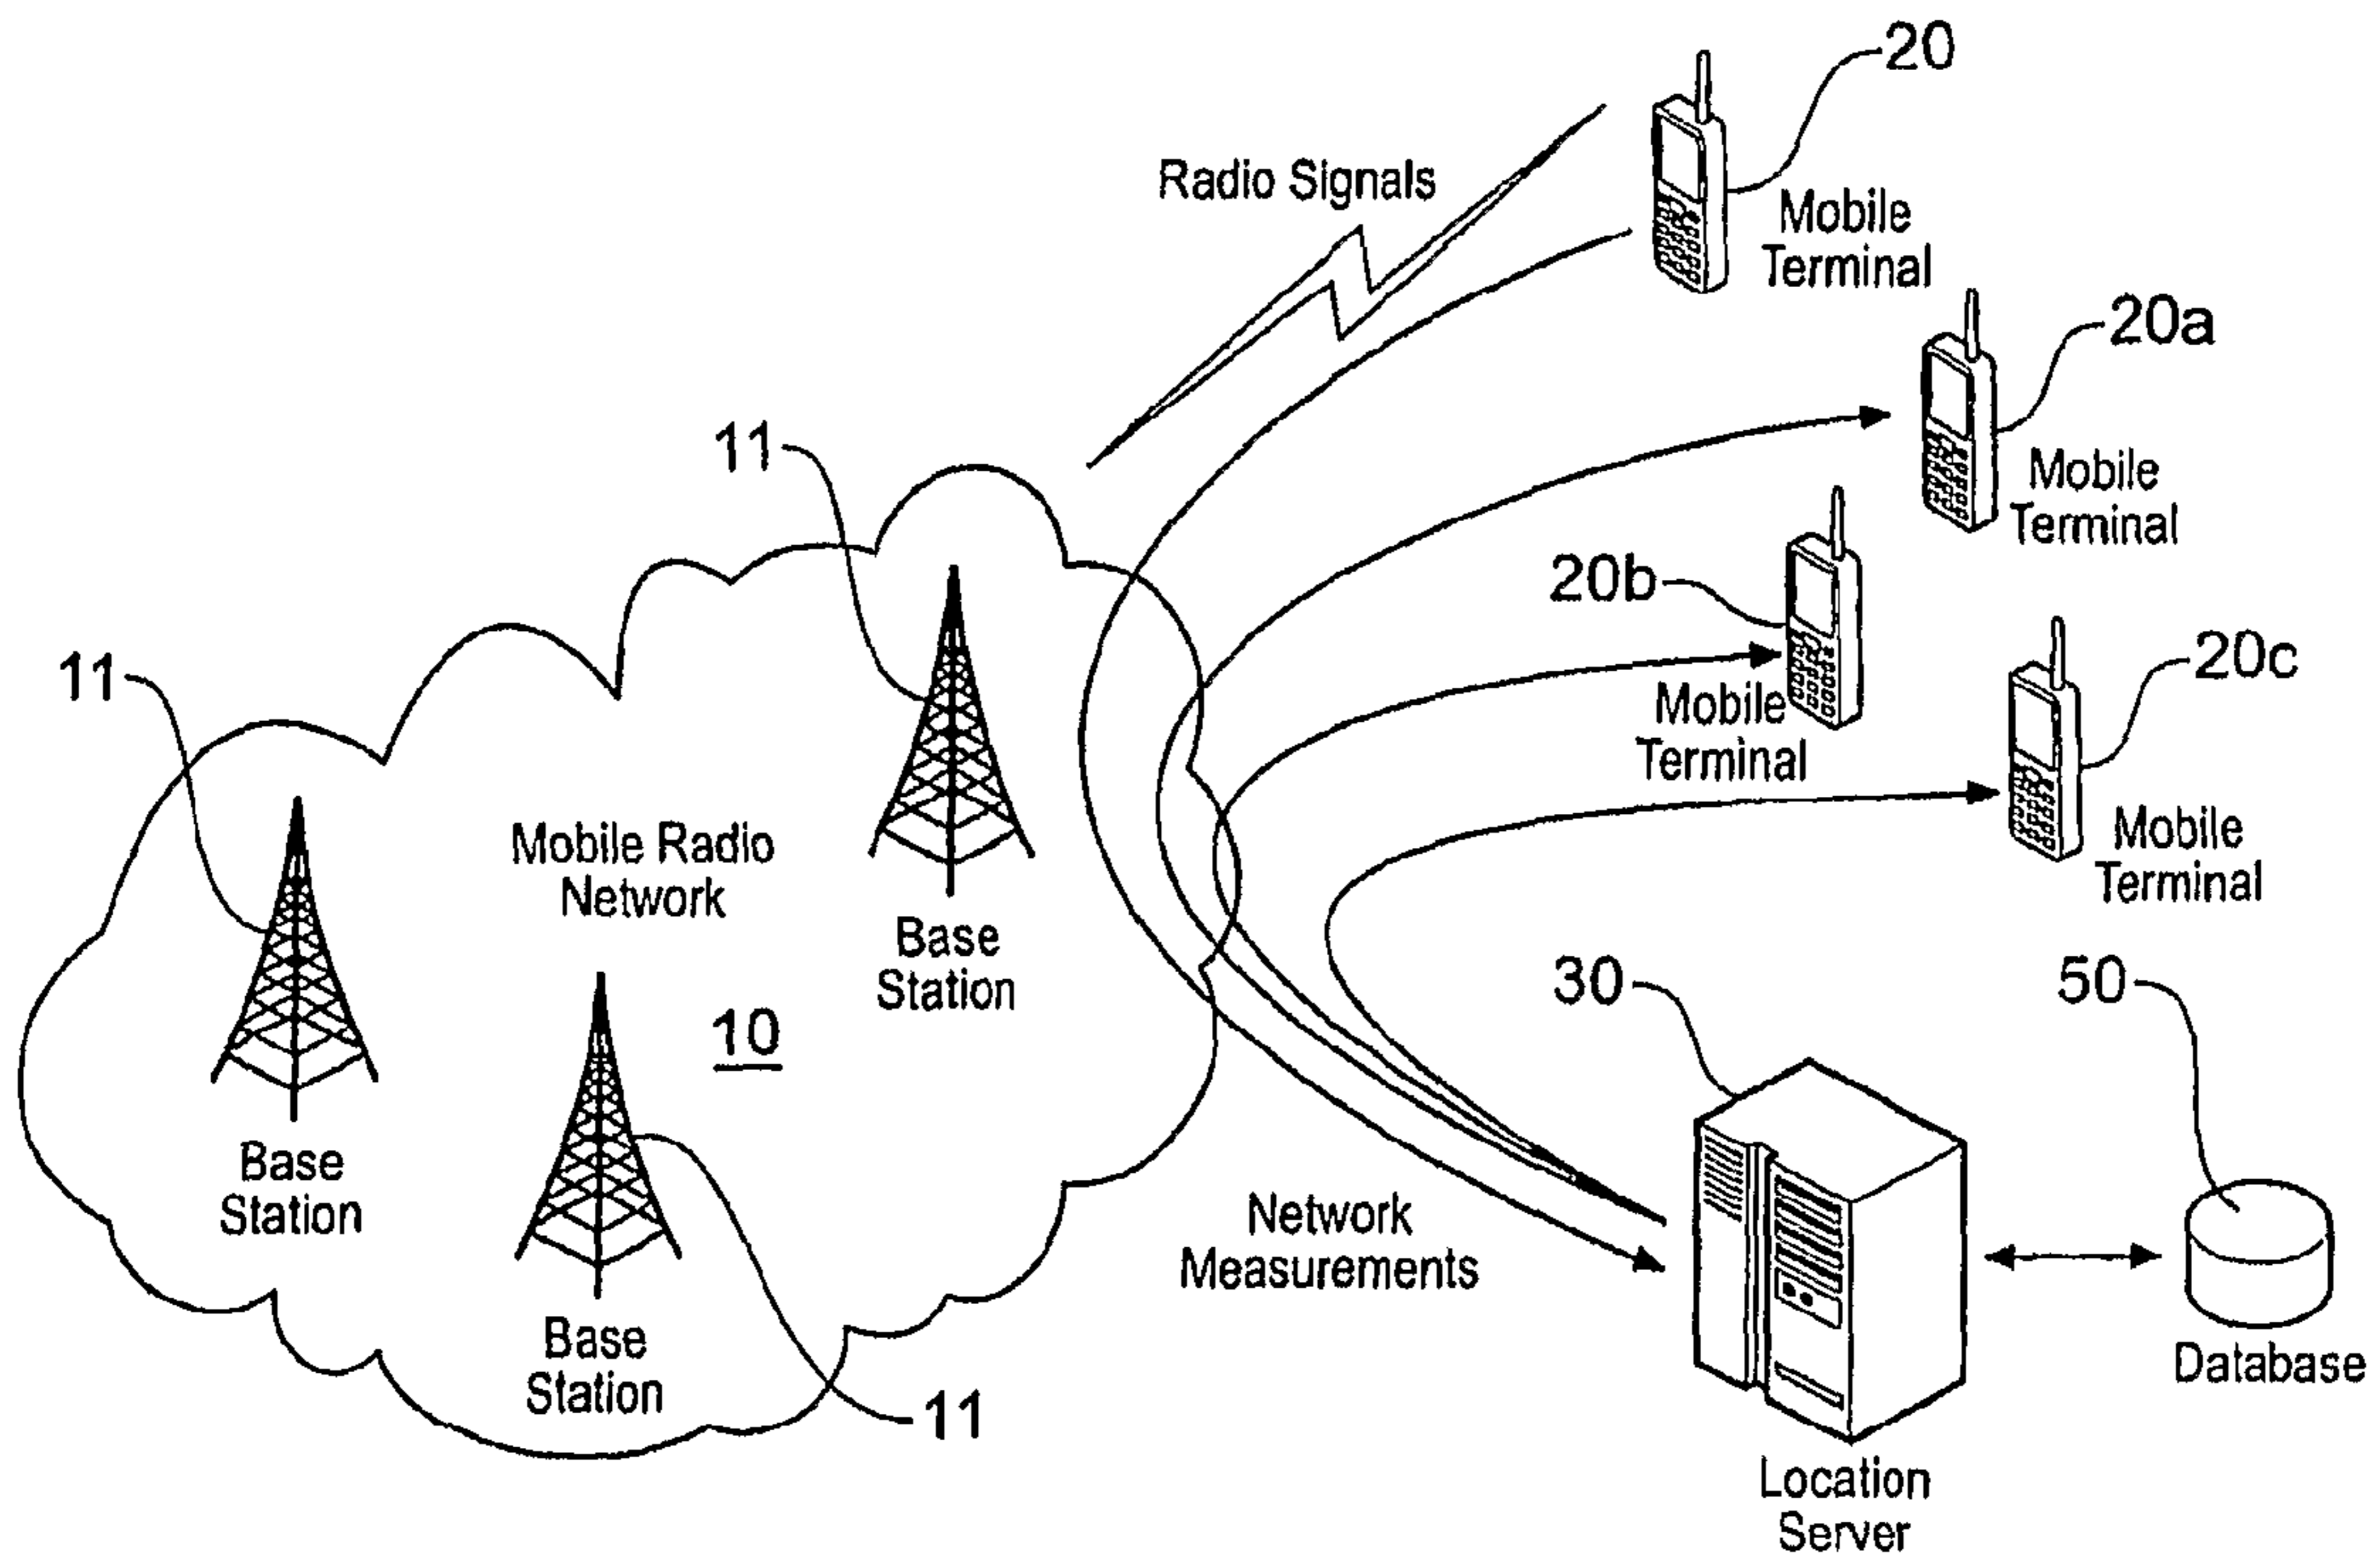 20
Radio Signals
Mobile
Terminal
20a
11
Mobile
Terminal
20b
11
20c
Mobile
Terminal
Mobile Radio
Network
Mobile
Terminal
Base
Station
30
50
10
Base
Station
Network
Measurements
Base
Station
Database
11
Location
Server